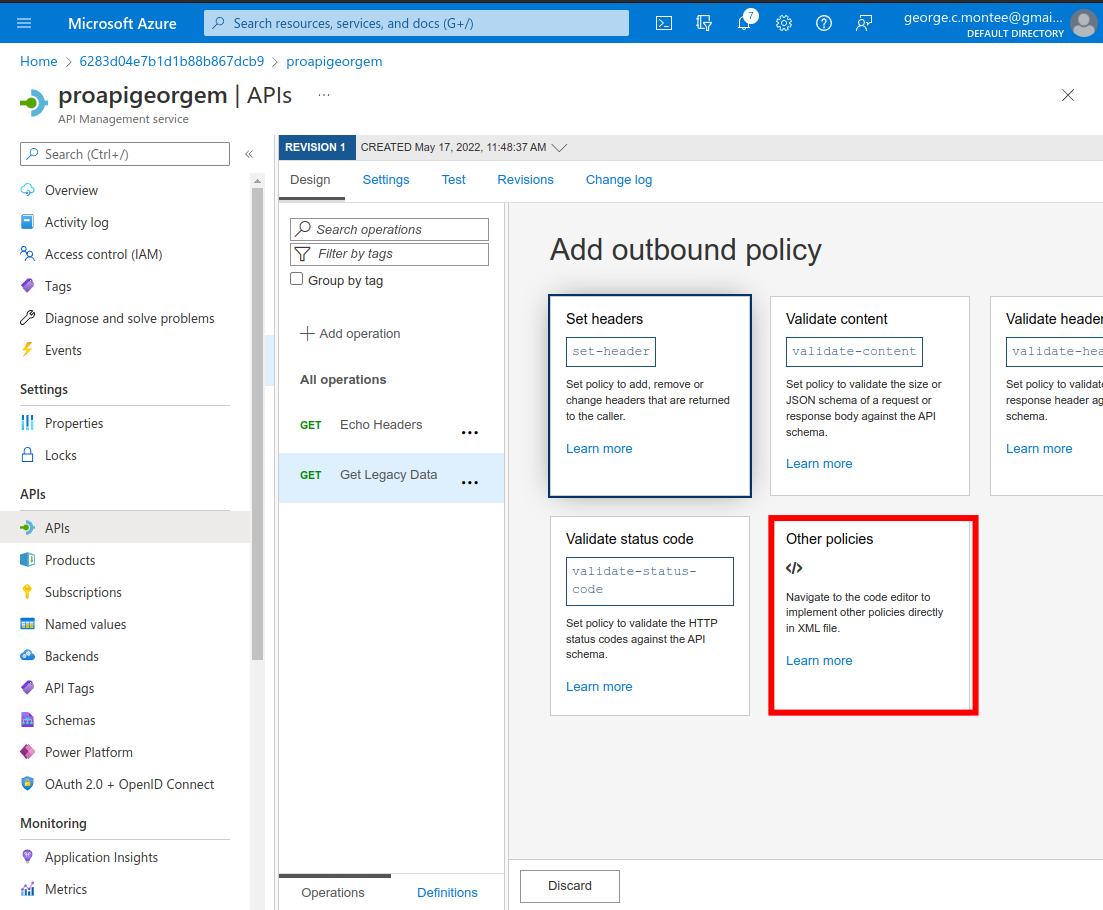 Microsoft Azure
Search resources, services, and docs (G+/)
7
george.c.montee@gmai...
DEFAULT DIRECTORY
Home > 6283d04e7b1d1b88b867dcb9 > proapigeorgem
proapigeorgem | APIs ...
API Management service
Search (Ctrl+/)
«
Overview
Activity log
Access control (IAM)
Tags
Diagnose and solve problems
Events
Settings
Properties
Locks
APIs
APIs
Products
Subscriptions
Named values
Backends
API Tags
Schemas
Power Platform
OAuth 2.0 + OpenID Connect
Monitoring
Application Insights
Metrics
REVISION 1 CREATED May 17, 2022, 11:48:37 AM
Design Settings Test Revisions Change log
Search operations
Filter by tags
Group by tag
+ Add operation
All operations
GET Echo Headers ...
GET Get Legacy Data ...
Operations Definitions
Add outbound policy
Set headers
set-header
Set policy to add, remove or
change headers that are returned
to the caller.
Learn more
Validate content
validate-content
Set policy to validate the size or
JSON schema of a request or
response body against the API
schema.
Learn more
Validate header
validate-hea
Set policy to validate
response header ag
schema.
Learn more
Validate status code
validate-status-
code
Set policy to validate the HTTP
status codes against the API
schema.
Learn more
Other policies
</>
Navigate to the code editor to
implement other policies directly
in XML file.
Learn more
Discard